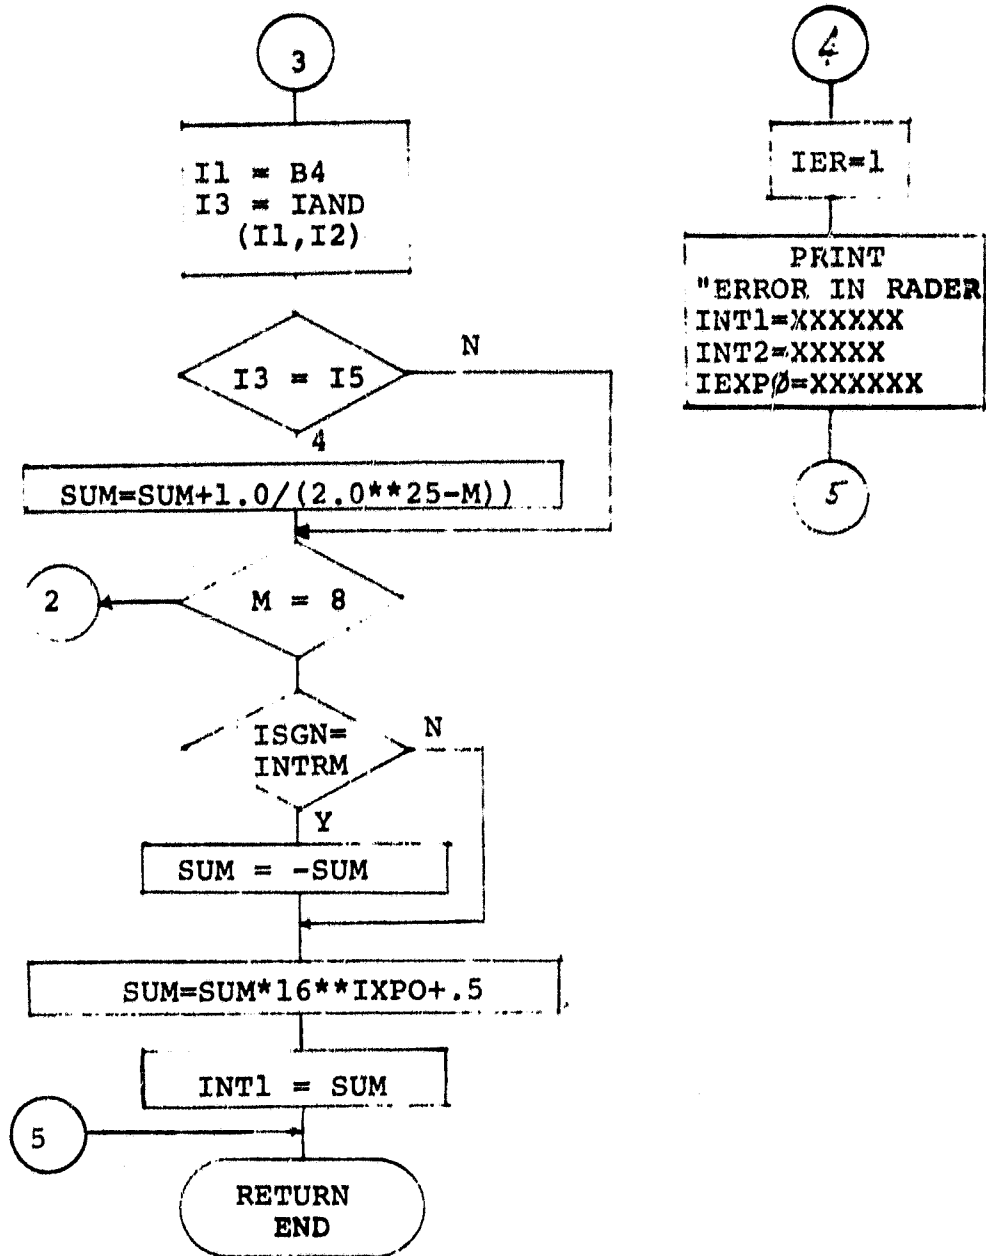 3
I1 = B4
I3 = IAND
(I1,I2)
I3 = I5
N
4
SUM=SUM+1.0/(2.0**25-M))
2
M = 8
ISGN=
INTRM
N
Y
SUM = -SUM
SUM=SUM*16**IXPO+.5
INT1 = SUM
5
RETURN
END
4
IER=1
PRINT
"ERROR IN RADER
INT1=XXXXXX
INT2=XXXXX
IEXPØ=XXXXXX
5